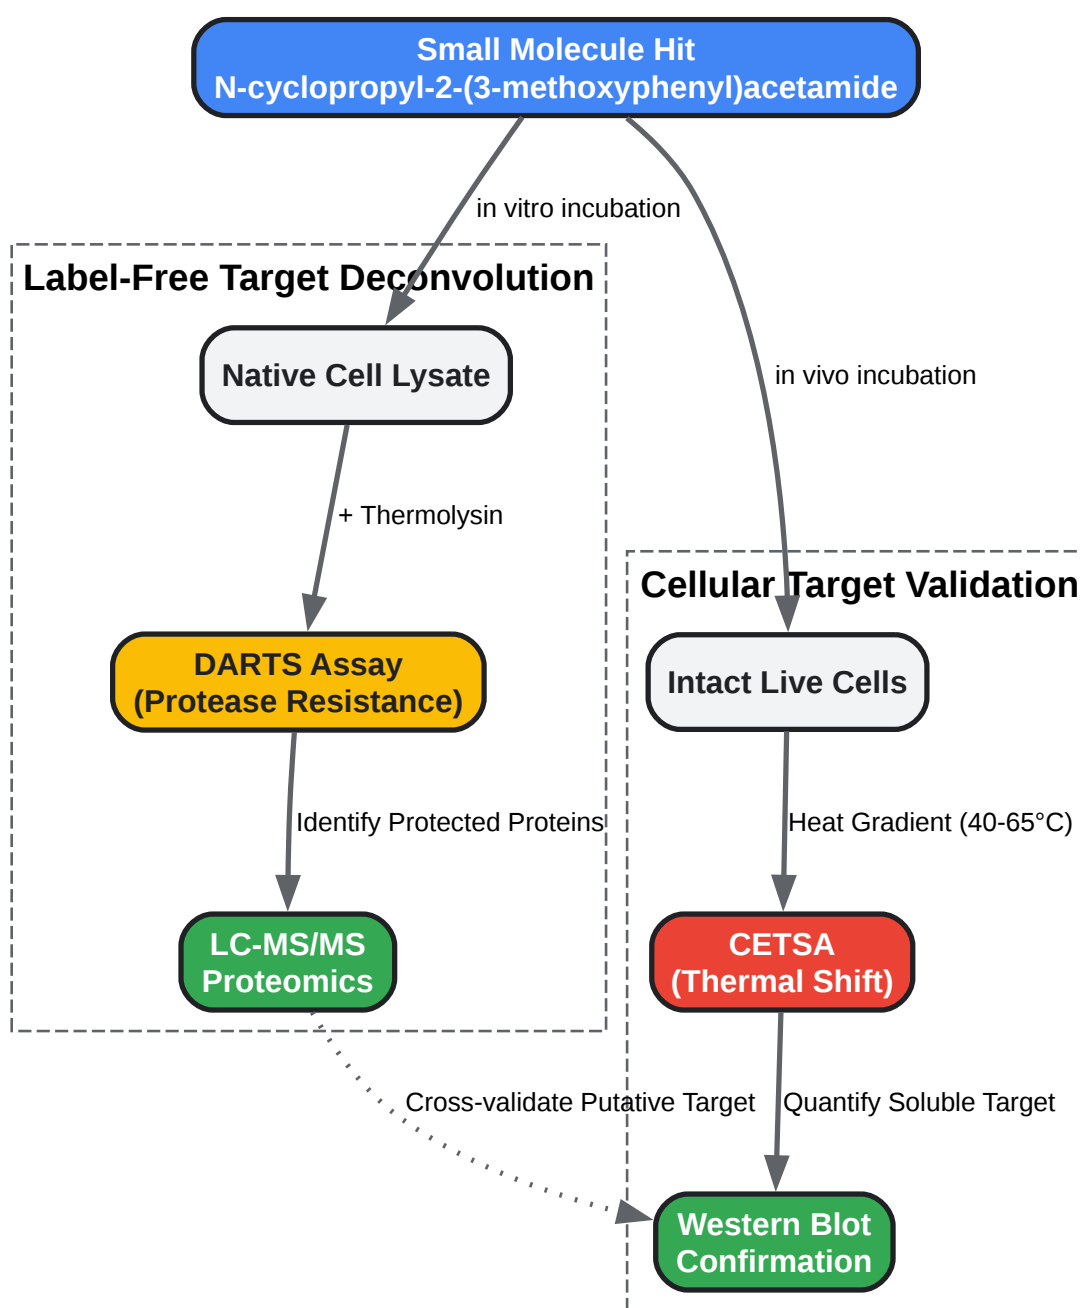 Small Molecule Hit
N-cyclopropyl-2-(3-methoxyphenyl)acetamide
in vitro incubation
Label-Free Target Deconvolution
Native Cell Lysate
in vivo incubation
+ Thermolysin
Cellular Target Validation
DARTS Assay
(Protease Resistance)
Intact Live Cells
Identify Protected Proteins
Heat Gradient (40-65°C)
LC-MS/MS
Proteomics
CETSA
(Thermal Shift)
Cross-validate Putative Target
Quantify Soluble Target
Western Blot
Confirmation